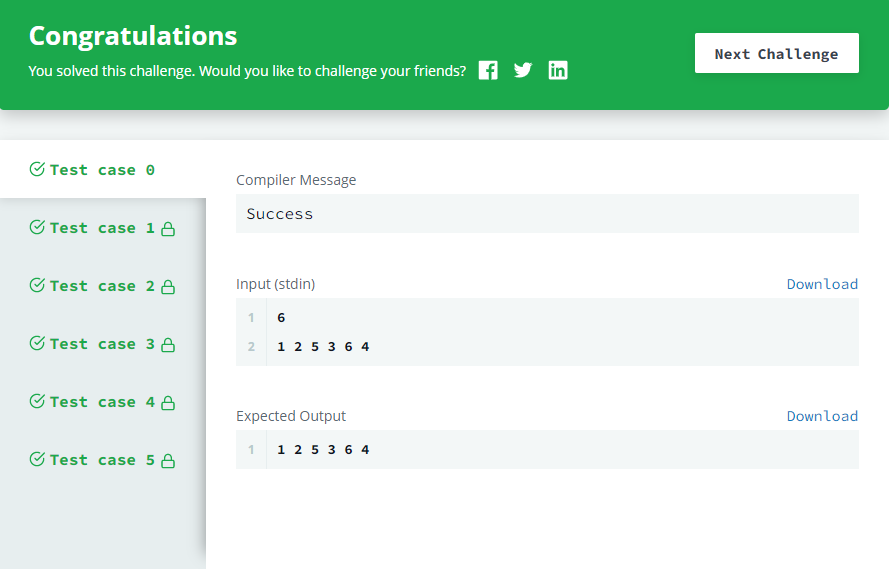 Congratulations
You solved this challenge. Would you like to challenge your friends?
Next Challenge
Test case 0
Test case 1
Test case 2
Test case 3
Test case 4
Test case 5
Compiler Message
Success
Input (stdin)
Download
1 6
2 1 2 5 3 6 4
Expected Output
Download
1 1 2 5 3 6 4